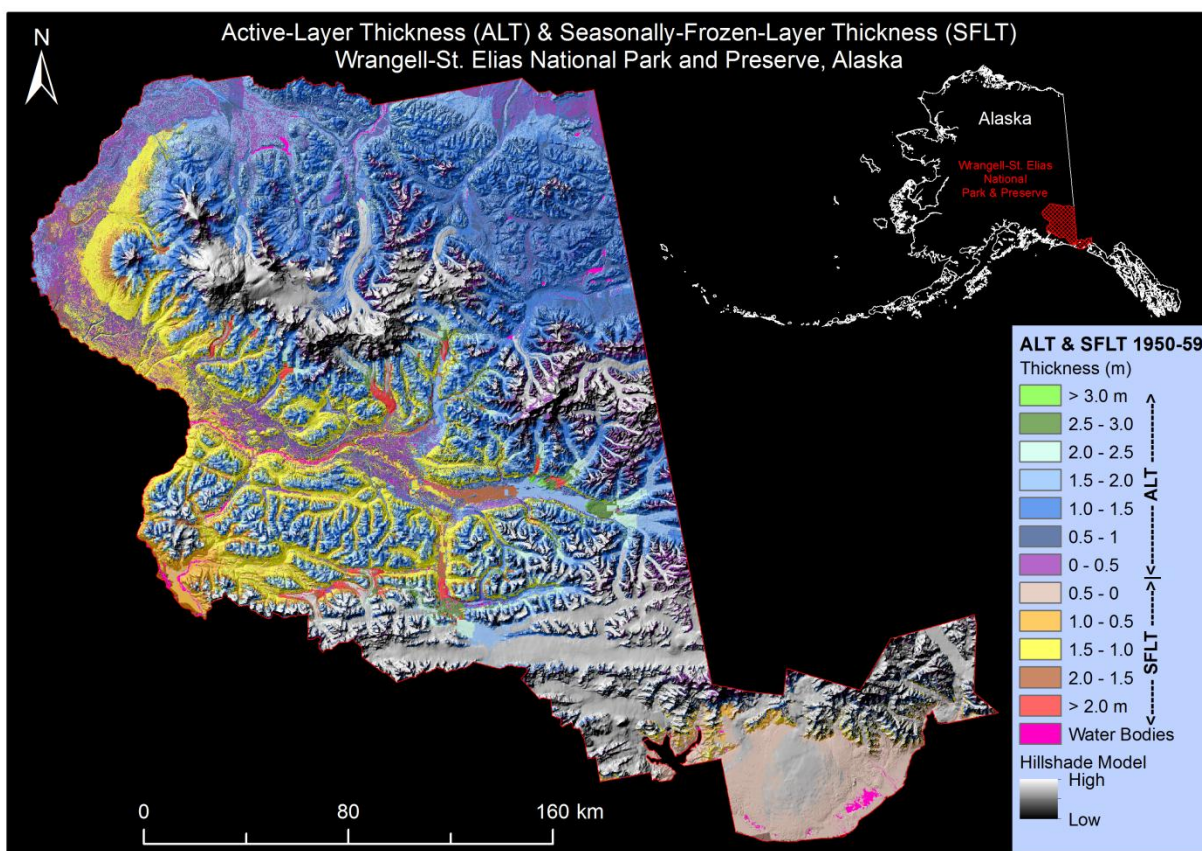 Active-Layer Thickness (ALT) & Seasonally-Frozen-Layer Thickness (SFLT)
Wrangell-St. Elias National Park and Preserve, Alaska
N
Alaska
Wrangell-St. Elias
National
Park & Preserve
ALT & SFLT 1950-59
Thickness (m)
> 3.0 m
2.5 - 3.0
2.0 - 2.5
1.5 - 2.0
1.0 - 1.5
0.5 - 1
0 - 0.5
ALT
0.5 - 0
1.0 - 0.5
1.5 - 1.0
2.0 - 1.5
> 2.0 m
SFLT
Water Bodies
Hillshade Model
High
Low
0 80 160 km